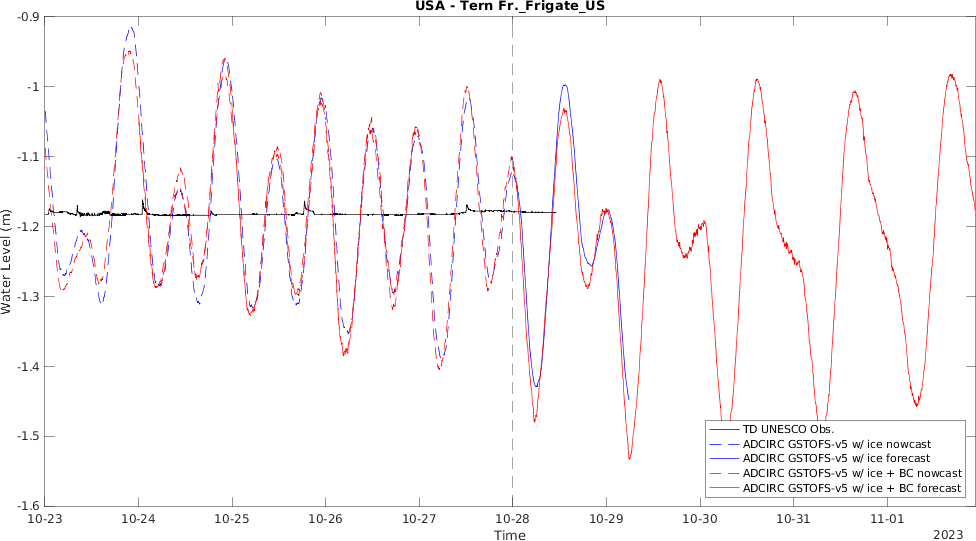 USA - Tern Fr._Frigate_US
-0.9
-1
-1.1
-1.2
-1.3
-1.4
-1.5
-1.6
Water Level (m)
TD UNESCO Obs.
ADCIRC GSTOFS-v5 w/ ice nowcast
ADCIRC GSTOFS-v5 w/ ice forecast
ADCIRC GSTOFS-v5 w/ ice + BC nowcast
ADCIRC GSTOFS-v5 w/ ice + BC forecast
10-23 10-24 10-25 10-26 10-27 10-28 10-29 10-30 10-31 11-01
Time
2023